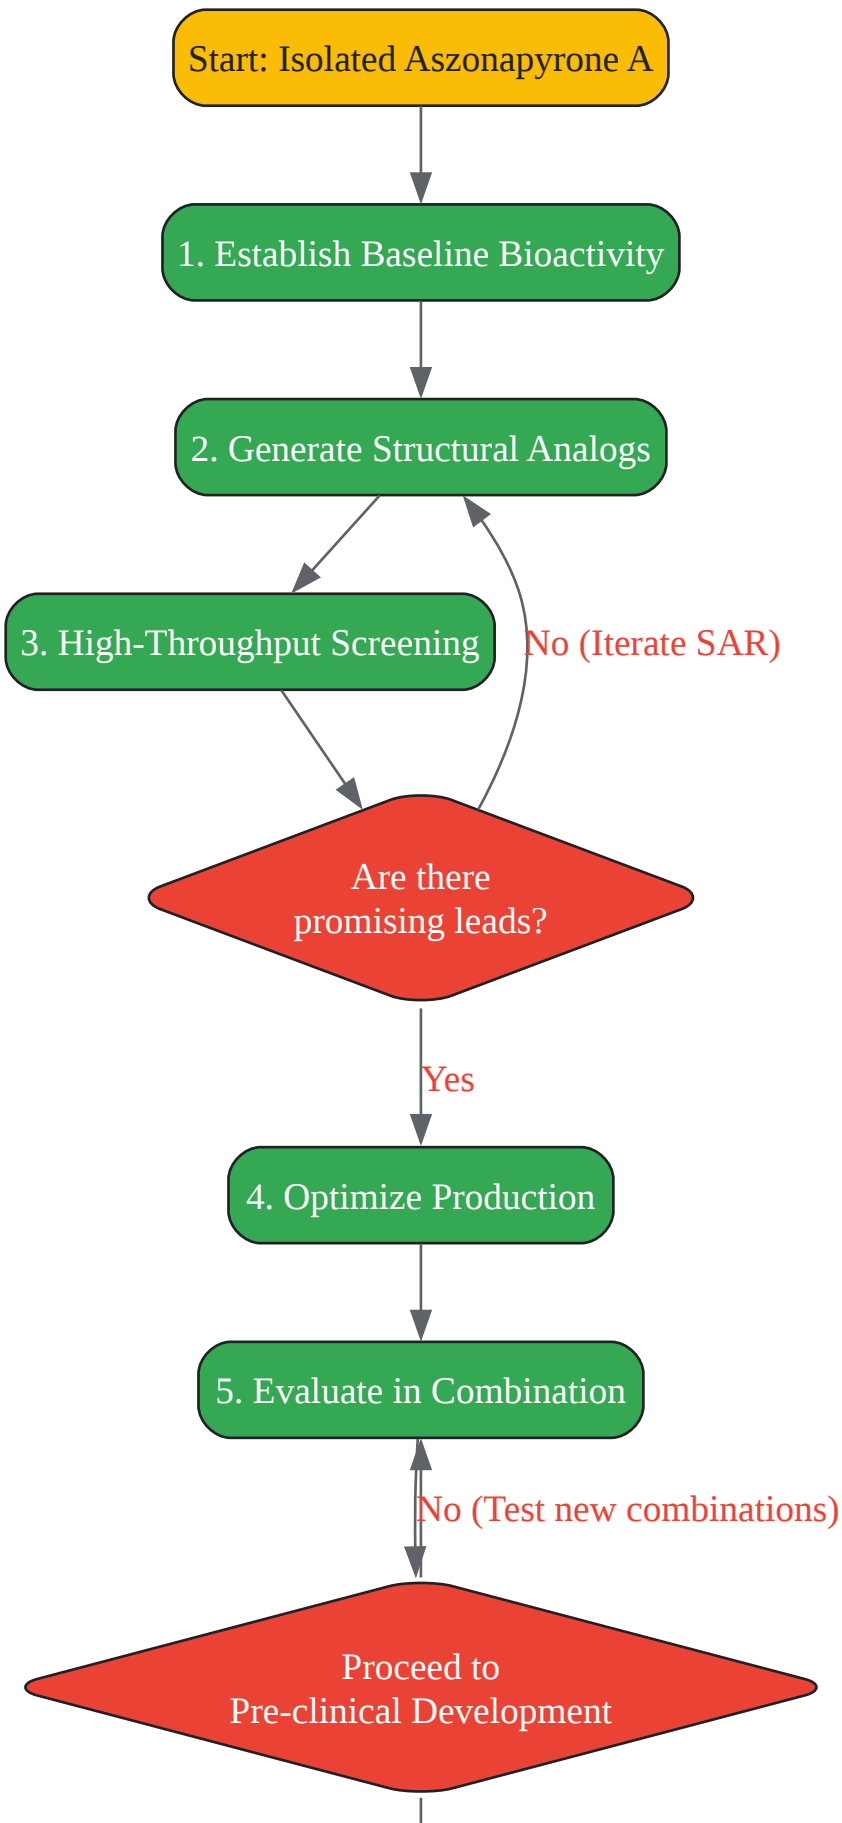 Start: Isolated Aszonapyrone A
1. Establish Baseline Bioactivity
2. Generate Structural Analogs
3. High-Throughput Screening
No (Iterate SAR)
Are there
promising leads?
Yes
4. Optimize Production
5. Evaluate in Combination
No (Test new combinations)
Proceed to
Pre-clinical Development